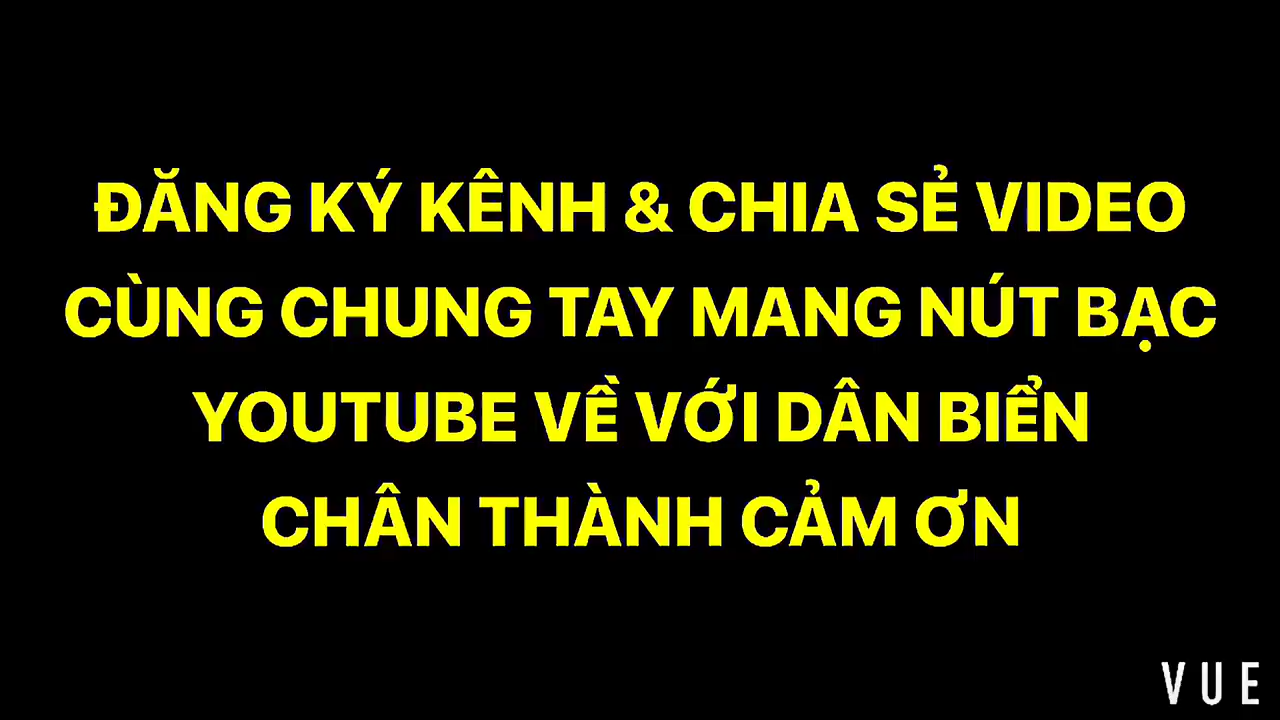 ĐĂNG KÝ KÊNH & CHIA SẺ VIDEO
CÙNG CHUNG TAY MANG NÚT BẠC
YOUTUBE VỀ VỚI DÂN BIỂN
CHÂN THÀNH CẢM ƠN
VUE